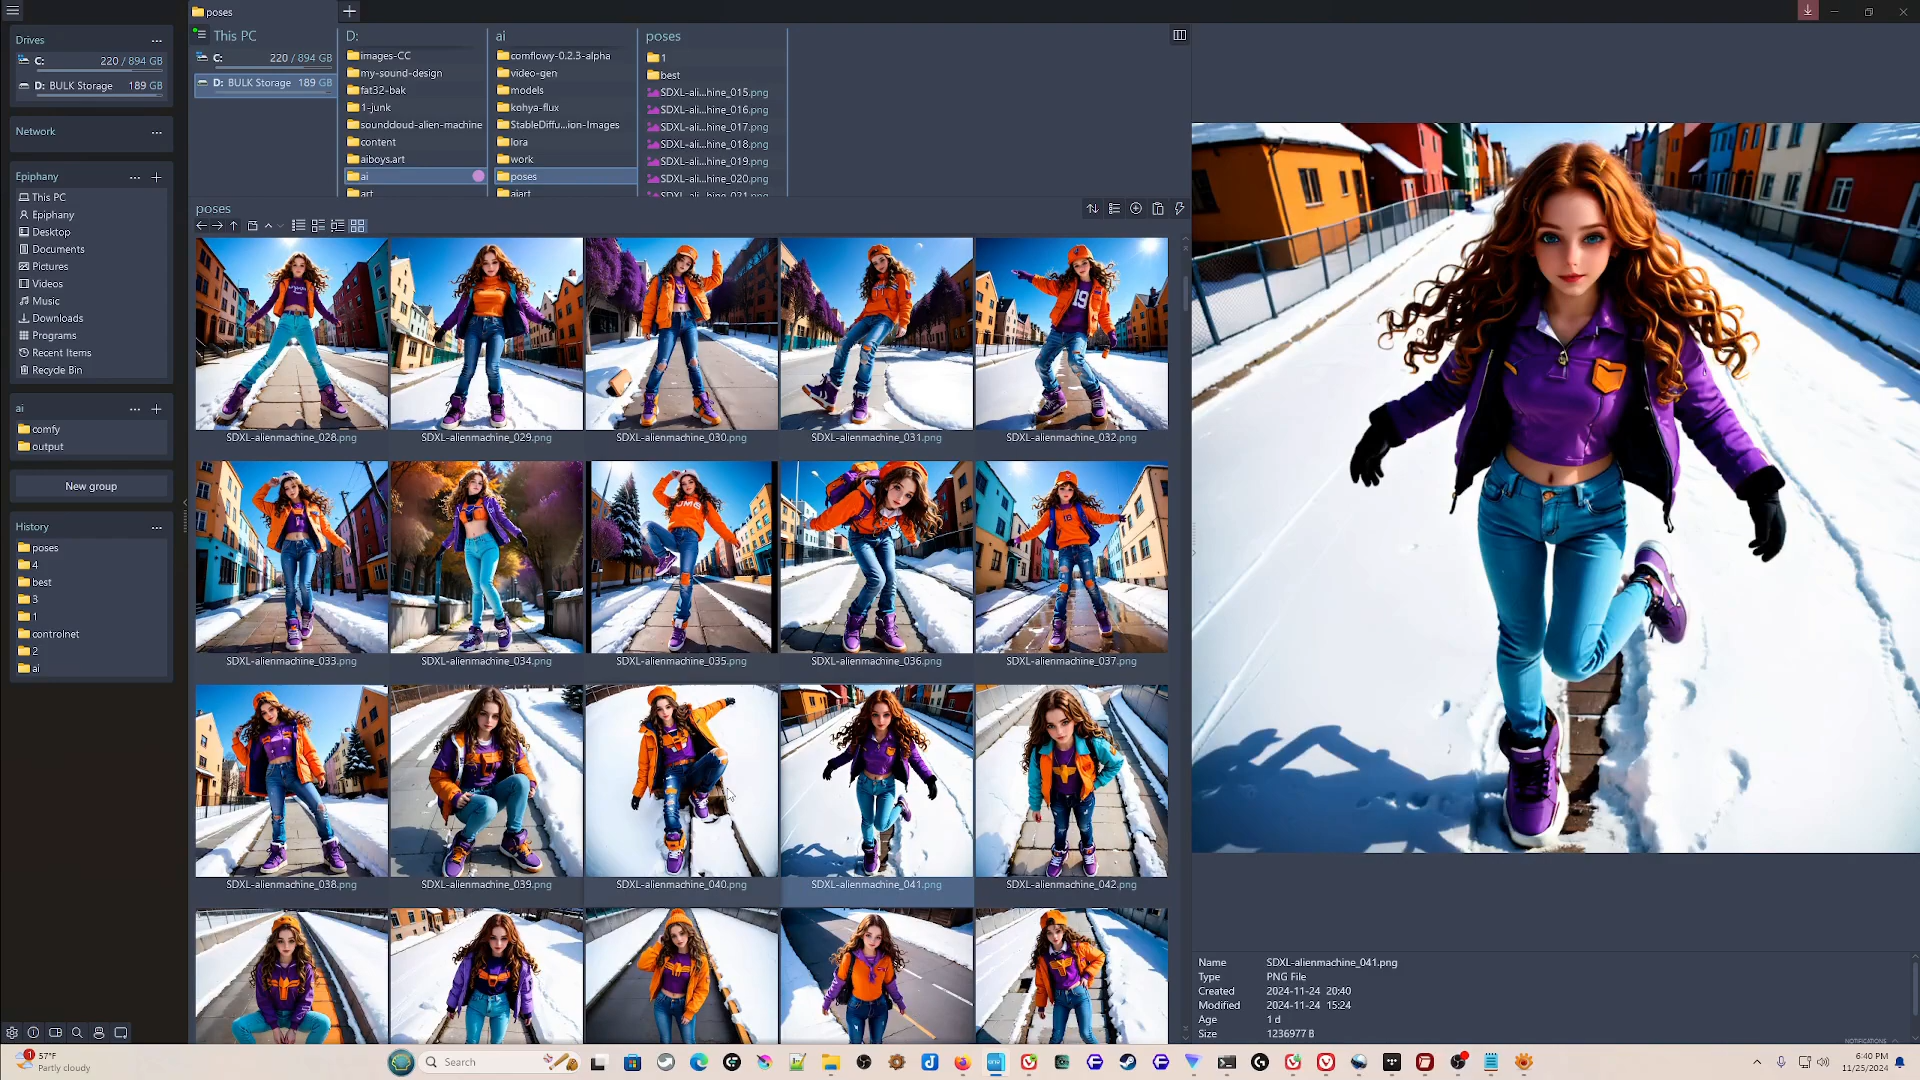 poses
Drives
C: 220 / 894 GB
D: BULK Storage 189 GB
Network
Epiphany
This PC
Epiphany
Desktop
Documents
Pictures
Videos
Music
Downloads
Programs
Recent Items
Recycle Bin
ai
comfy
output
New group
History
poses
4
best
3
1
controlnet
2
ai
This PC
C: 220 / 894 GB
D: BULK Storage 189 GB
D:
images-CC
my-sound-design
fat32-bak
1-junk
soundcloud-alien-machine
content
aiboys.art
ai
art
ai
comflowy-0.2.3-alpha
video-gen
models
kohya-flux
StableDiffu...ion-Images
lora
work
poses
aiart
poses
1
best
SDXL-ali...hine_015.png
SDXL-ali...hine_016.png
SDXL-ali...hine_017.png
SDXL-ali...hine_018.png
SDXL-ali...hine_019.png
SDXL-ali...hine_020.png
SDXL-ali...hine_021.png
poses
19
SDXL-alienmachine_028.png
SDXL-alienmachine_029.png
SDXL-alienmachine_030.png
SDXL-alienmachine_031.png
SDXL-alienmachine_032.png
SDXL-alienmachine_033.png
SDXL-alienmachine_034.png
SDXL-alienmachine_035.png
SDXL-alienmachine_036.png
SDXL-alienmachine_037.png
SDXL-alienmachine_038.png
SDXL-alienmachine_039.png
SDXL-alienmachine_040.png
SDXL-alienmachine_041.png
SDXL-alienmachine_042.png
Name SDXL-alienmachine_041.png
Type PNG File
Created 2024-11-24 20:40
Modified 2024-11-24 15:24
Age 1 d
Size 1236977 B
NOTIFICATIONS
1
57°F
Partly cloudy
Search
6:40 PM
11/25/2024